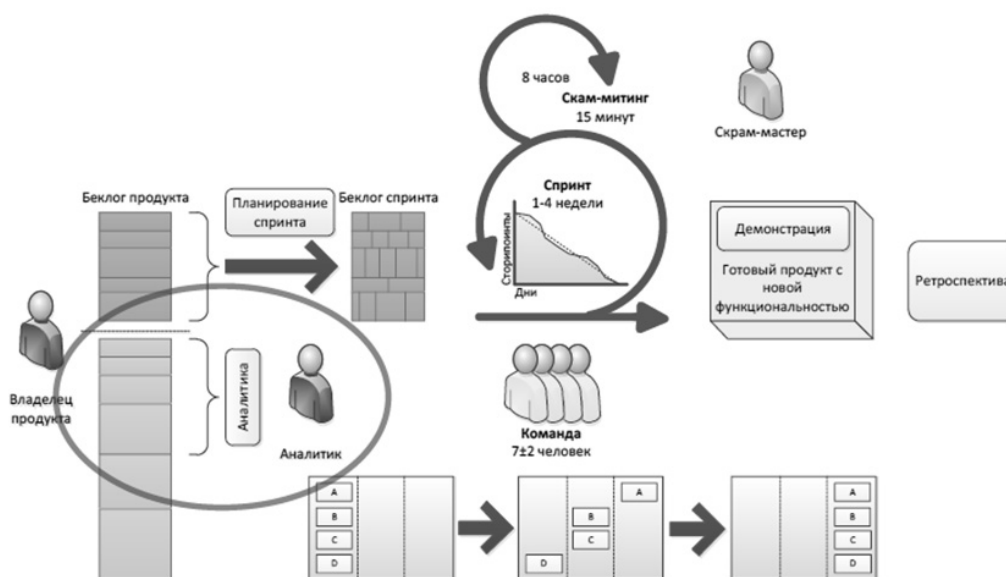 8 часов
Скам-митинг
15 минут
Скрам-мастер
Беклог продукта
Планирование
спринта
Беклог спринта
Спринт
1-4 недели
Сторипоинты
Дни
Демонстрация
Готовый продукт с
новой
функциональностью
Ретроспектива
Владелец
продукта
Аналитика
Аналитик
Команда
7±2 человек
A
B
C
D
A
B
C
D
A
B
C
D